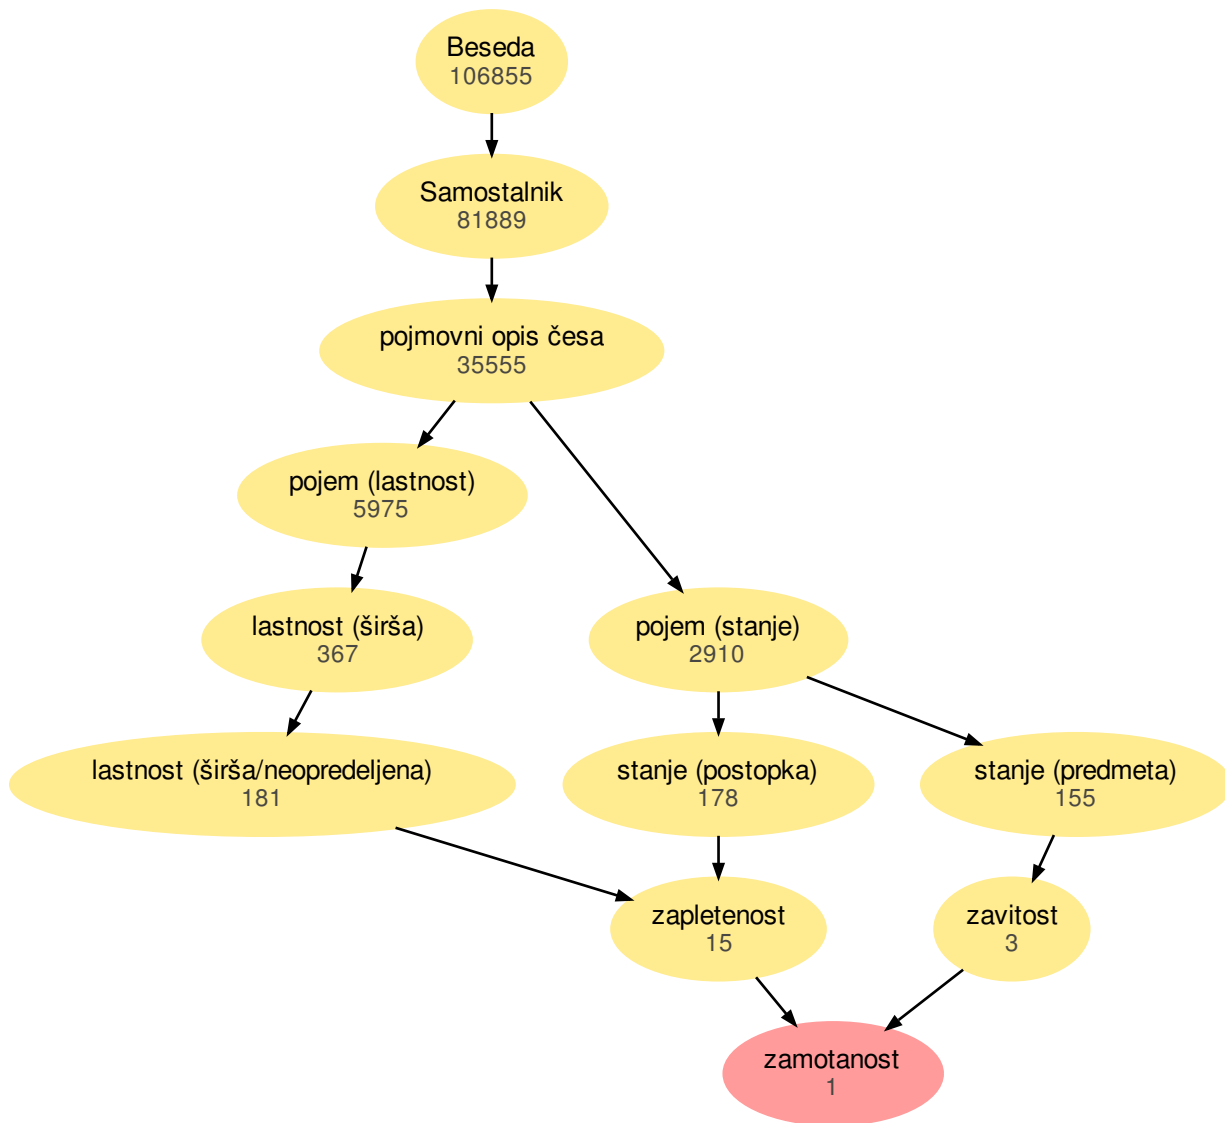 Beseda
106855
Samostalnik
81889
pojmovni opis česa
35555
pojem (lastnost)
5975
lastnost (širša)
367
pojem (stanje)
2910
lastnost (širša/neopredeljena)
181
stanje (postopka)
178
stanje (predmeta)
155
zapletenost
15
zavitost
3
zamotanost
1